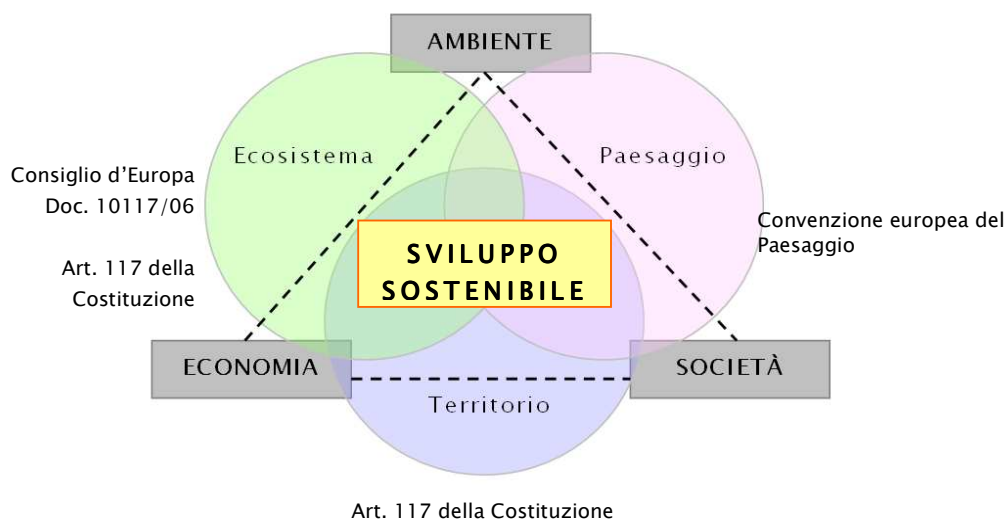 AMBIENTE
Ecosistema
Paesaggio
Consiglio d'Europa
Doc. 10117/06
Convenzione europea del
Paesaggio
SVILUPPO
SOSTENIBILE
Art. 117 della
Costituzione
ECONOMIA
SOCIETÀ
Territorio
Art. 117 della Costituzione